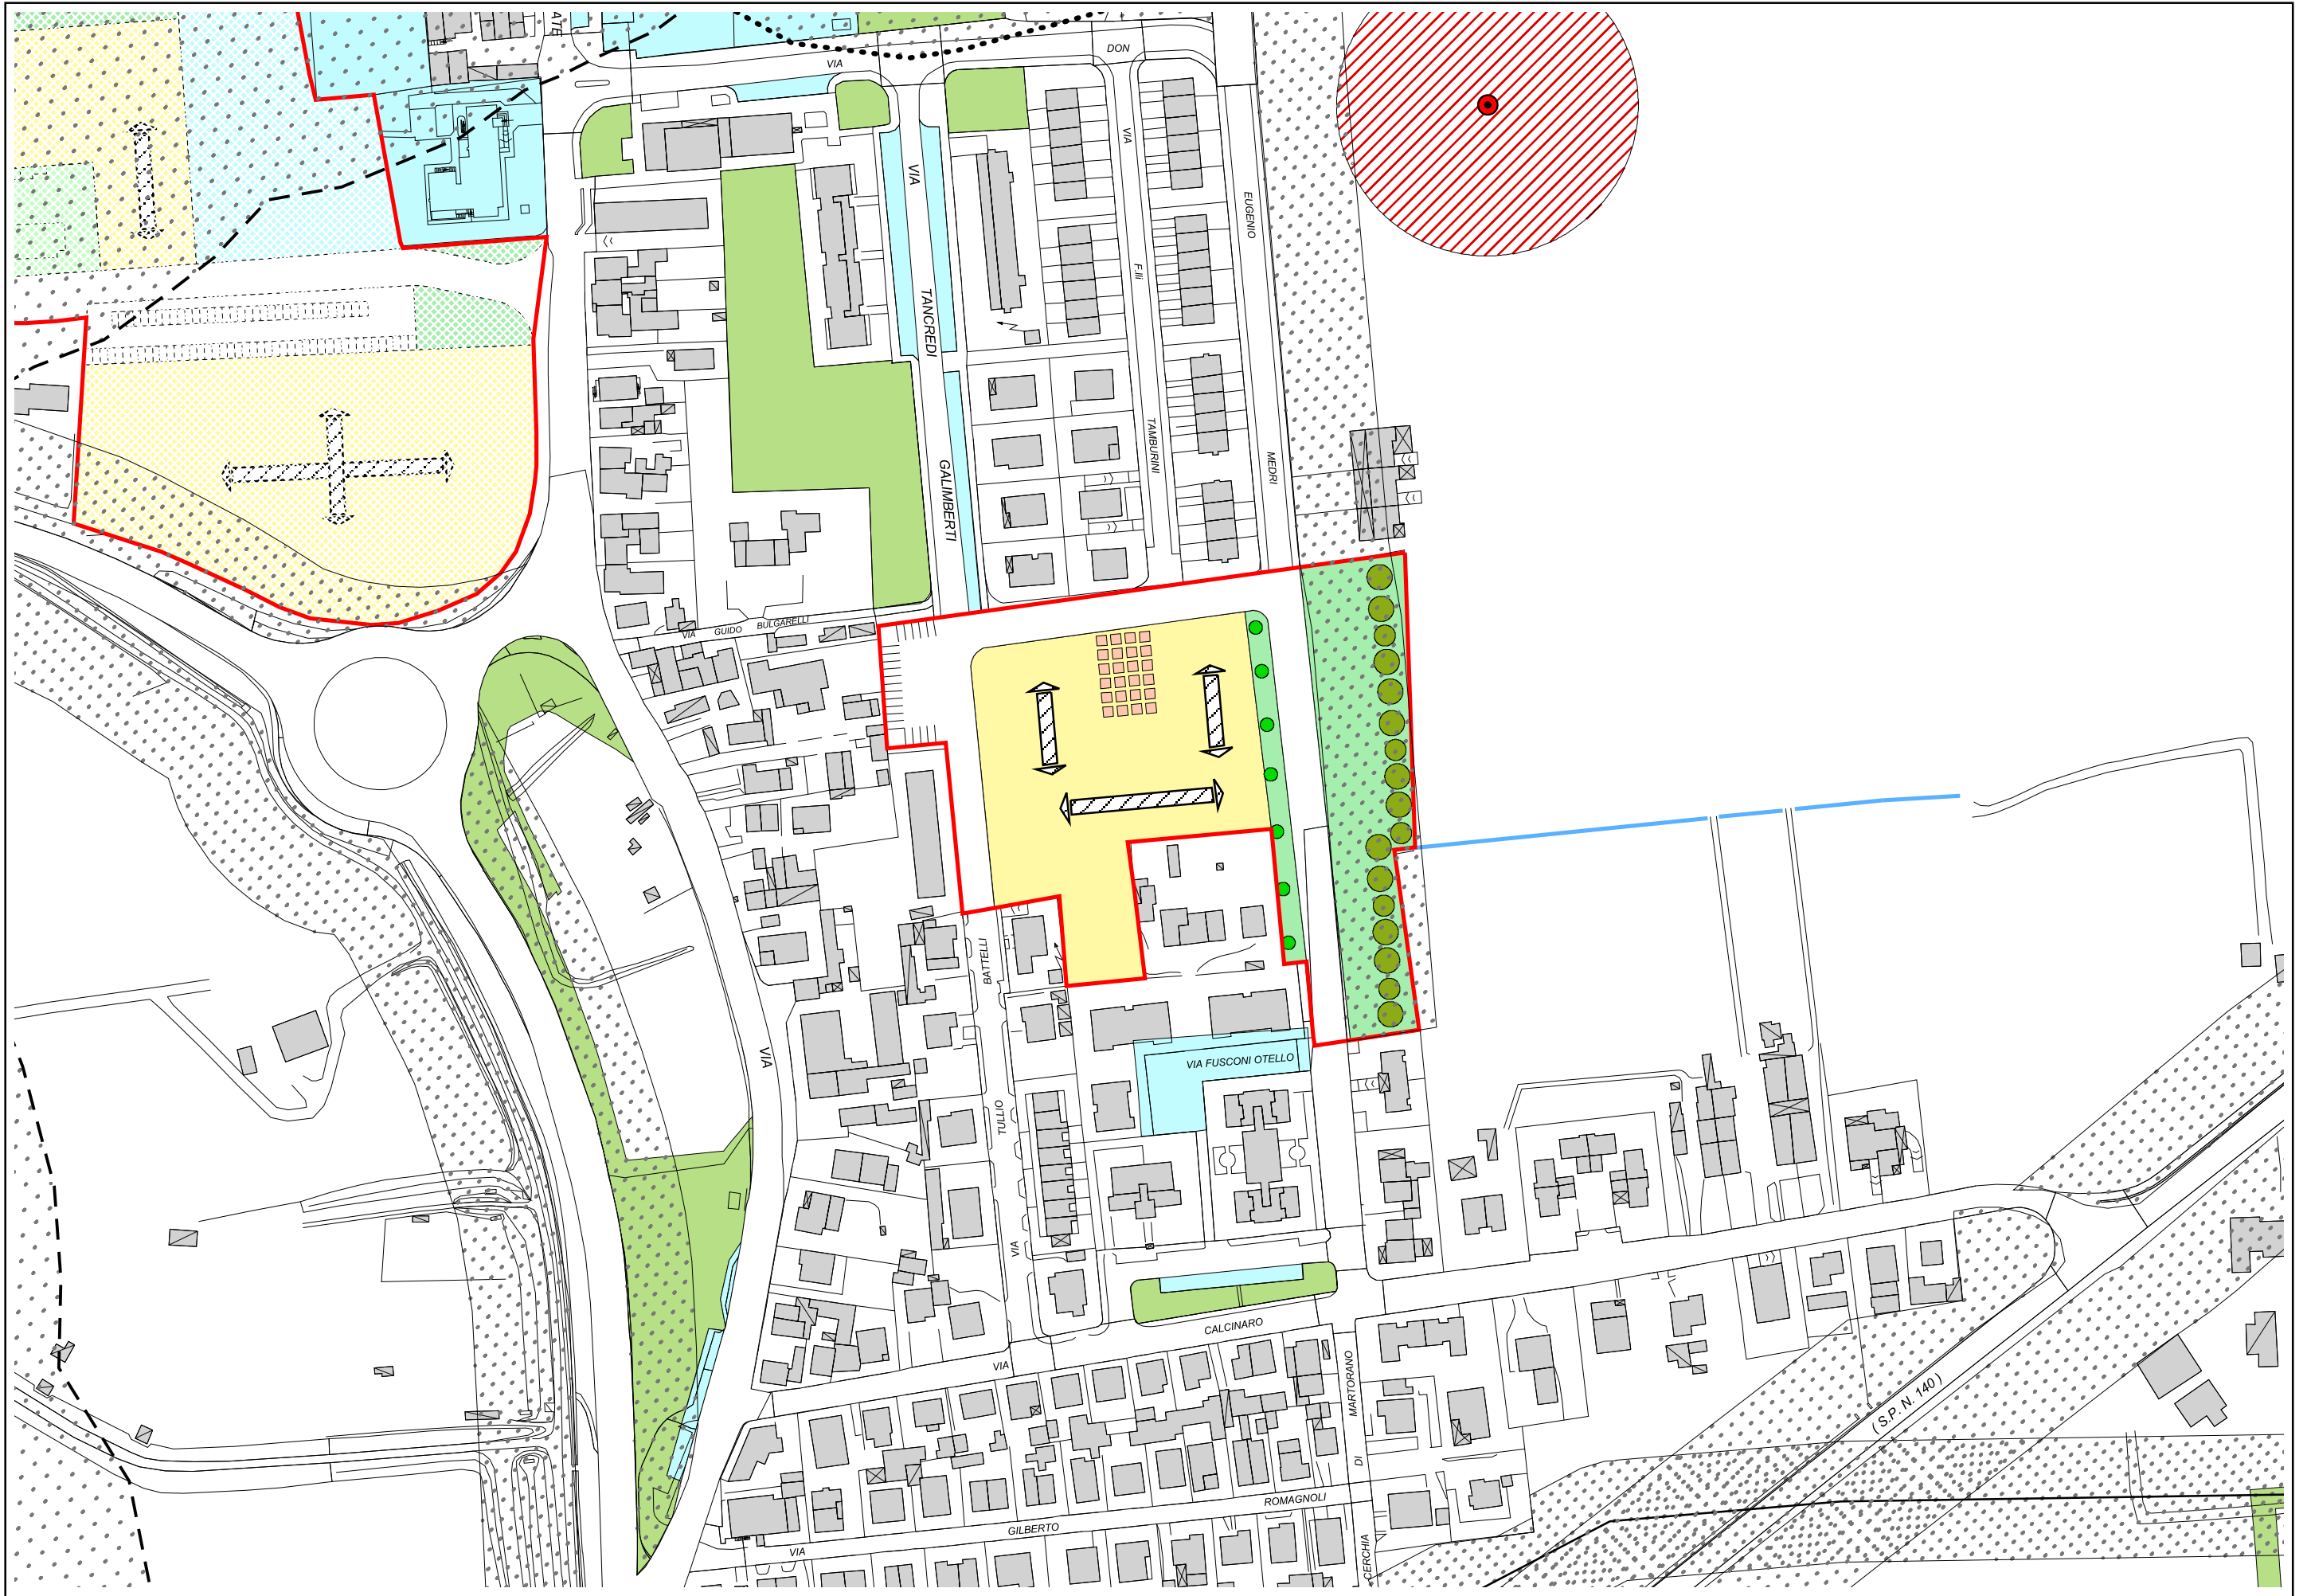 ATE
DON
VIA
VIA
VIA
EUGENIO
F.lli
TANCREDI
TAMBURINI
MEDRI
GALIMBERTI
VIA GUIDO BULGARELLI
BATTELLI
VIA
VIA FUSCONI OTELLO
TULLIO
VIA
CALCINARO
VIA
MARTORANO
( S.P. N. 140 )
DI
ROMAGNOLI
GILBERTO
VIA
CERCHIA